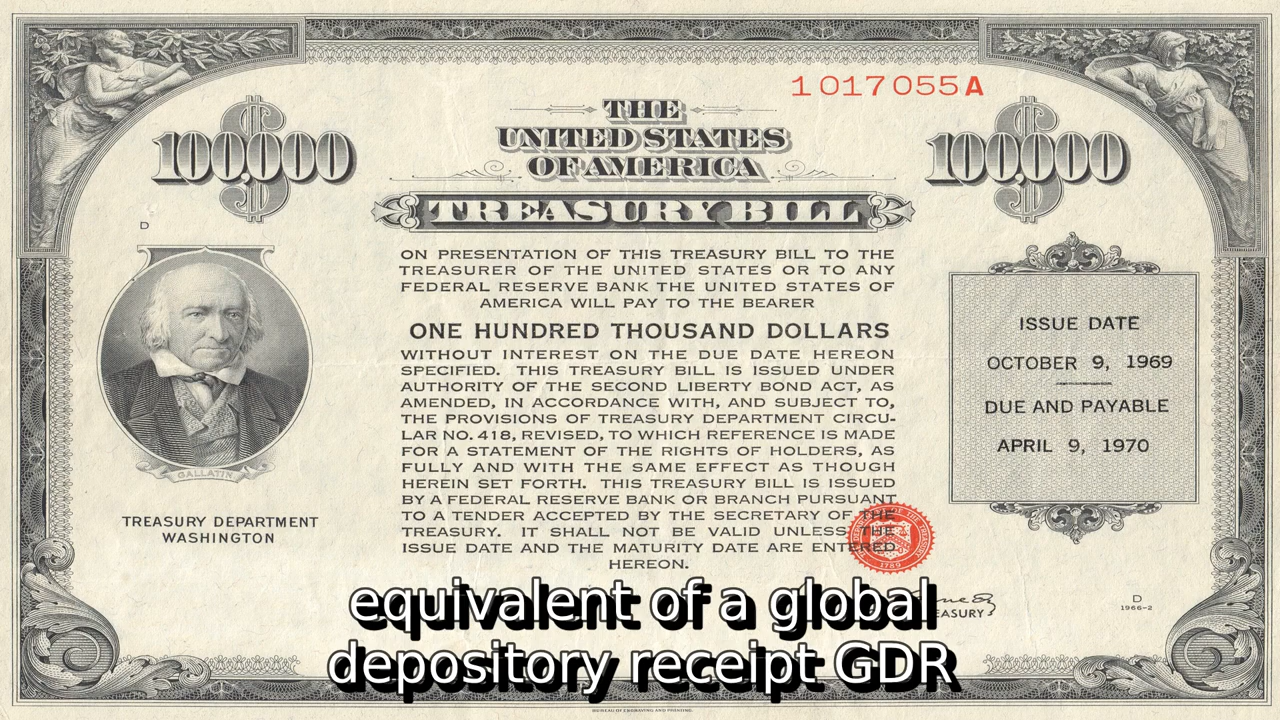 1017055A
THE
UNITED STATES
OF AMERICA
$100,000
$100,000
TREASURY BILL
D
ON PRESENTATION OF THIS TREASURY BILL TO THE
TREASURER OF THE UNITED STATES OR TO ANY
FEDERAL RESERVE BANK THE UNITED STATES OF
AMERICA WILL PAY TO THE BEARER
ONE HUNDRED THOUSAND DOLLARS
WITHOUT INTEREST ON THE DUE DATE HEREON
SPECIFIED. THIS TREASURY BILL IS ISSUED UNDER
AUTHORITY OF THE SECOND LIBERTY BOND ACT, AS
AMENDED, IN ACCORDANCE WITH, AND SUBJECT TO,
THE PROVISIONS OF TREASURY DEPARTMENT CIRCU-
LAR NO. 418, REVISED, TO WHICH REFERENCE IS MADE
FOR A STATEMENT OF THE RIGHTS OF HOLDERS, AS
FULLY AND WITH THE SAME EFFECT AS THOUGH
HEREIN SET FORTH. THIS TREASURY BILL IS ISSUED
BY A FEDERAL RESERVE BANK OR BRANCH PURSUANT
TO A TENDER ACCEPTED BY THE SECRETARY OF THE
TREASURY. IT SHALL NOT BE VALID UNLESS THE
ISSUE DATE AND THE MATURITY DATE ARE ENTERED
HEREON.
GALLATIN
TREASURY DEPARTMENT
WASHINGTON
ISSUE DATE
OCTOBER 9, 1969
DUE AND PAYABLE
APRIL 9, 1970
1789
D
1966-2
equivalent of a global
depository receipt GDR
BUREAU OF ENGRAVING AND PRINTING